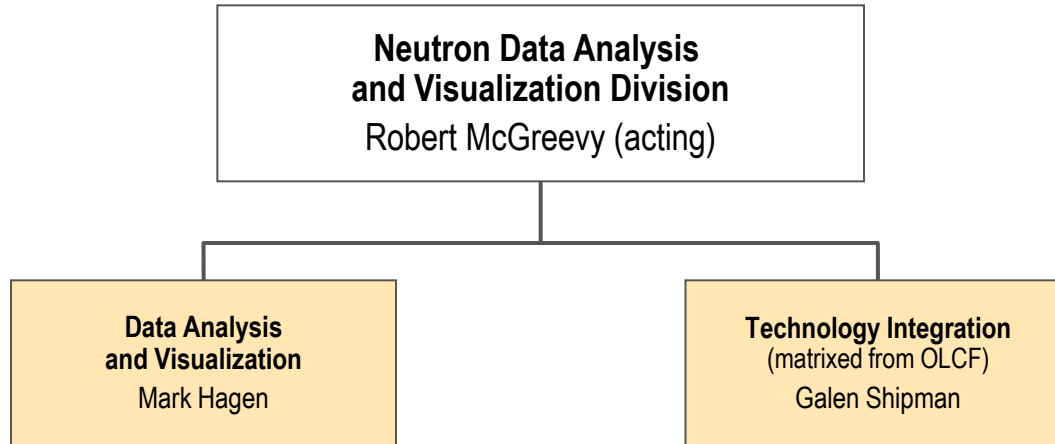 Neutron Data Analysis
and Visualization Division
Robert McGreevy (acting)
Data Analysis
and Visualization
Mark Hagen
Technology Integration
(matrixed from OLCF)
Galen Shipman